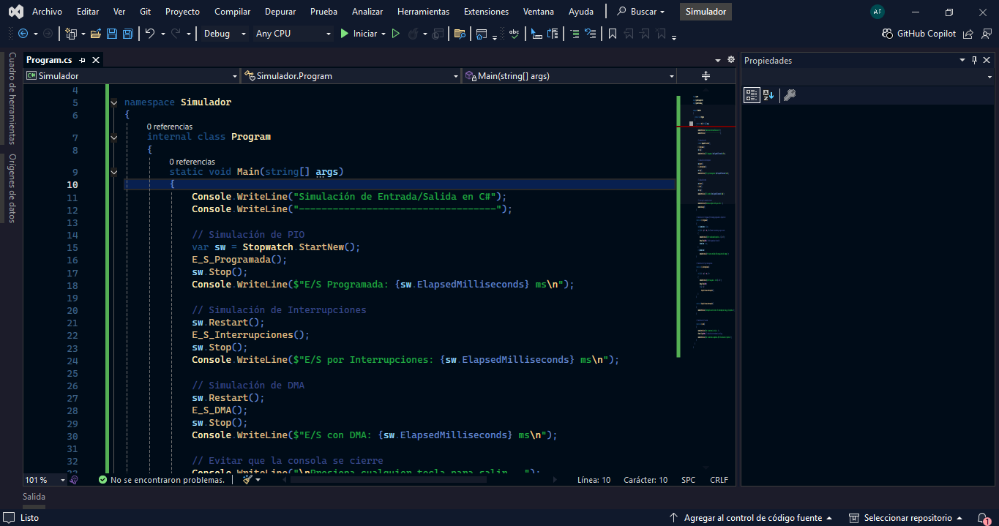 Archivo Editar Ver Git Proyecto Compilar Depurar Prueba Analizar Herramientas Extensiones Ventana Ayuda Buscar Simulador AF
Debug Any CPU Iniciar abc GitHub Copilot
Cuadro de herramientas
Orígenes de datos
Program.cs
Propiedades
C# Simulador Simulador.Program Main(string[] args)
4
5 namespace Simulador
6 {
0 referencias
7 internal class Program
8 {
0 referencias
9 static void Main(string[] args)
10 {
11 Console.WriteLine("Simulación de Entrada/Salida en C#");
12 Console.WriteLine("-----------------------------------");
13
14 // Simulación de PIO
15 var sw = Stopwatch.StartNew();
16 E_S_Programada();
17 sw.Stop();
18 Console.WriteLine($"E/S Programada: {sw.ElapsedMilliseconds} ms\n");
19
20 // Simulación de Interrupciones
21 sw.Restart();
22 E_S_Interrupciones();
23 sw.Stop();
24 Console.WriteLine($"E/S por Interrupciones: {sw.ElapsedMilliseconds} ms\n");
25
26 // Simulación de DMA
27 sw.Restart();
28 E_S_DMA();
29 sw.Stop();
30 Console.WriteLine($"E/S con DMA: {sw.ElapsedMilliseconds} ms\n");
31
32 // Evitar que la consola se cierre
33 Console.WriteLine("\nPresiona cualquier tecla para salir...");
101 % No se encontraron problemas. Línea: 10 Carácter: 10 SPC CRLF
Salida
Listo Agregar al control de código fuente Seleccionar repositorio 1